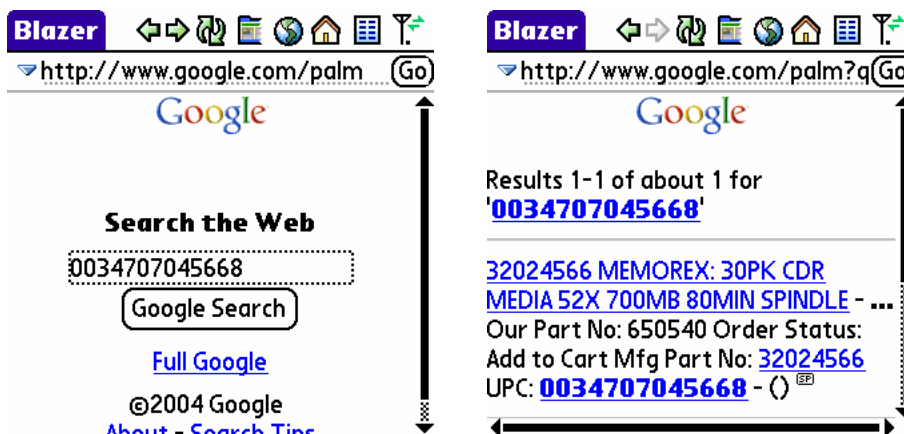 Blazer
http://www.google.com/palm Go
Google
Search the Web
0034707045668
Google Search
Full Google
©2004 Google
About - Search Tips
Blazer
http://www.google.com/palm?q Go
Google
Results 1-1 of about 1 for
'0034707045668'
32024566 MEMOREX: 30PK CDR
MEDIA 52X 700MB 80MIN SPINDLE - ...
Our Part No: 650540 Order Status:
Add to Cart Mfg Part No: 32024566
UPC: 0034707045668 - () SP